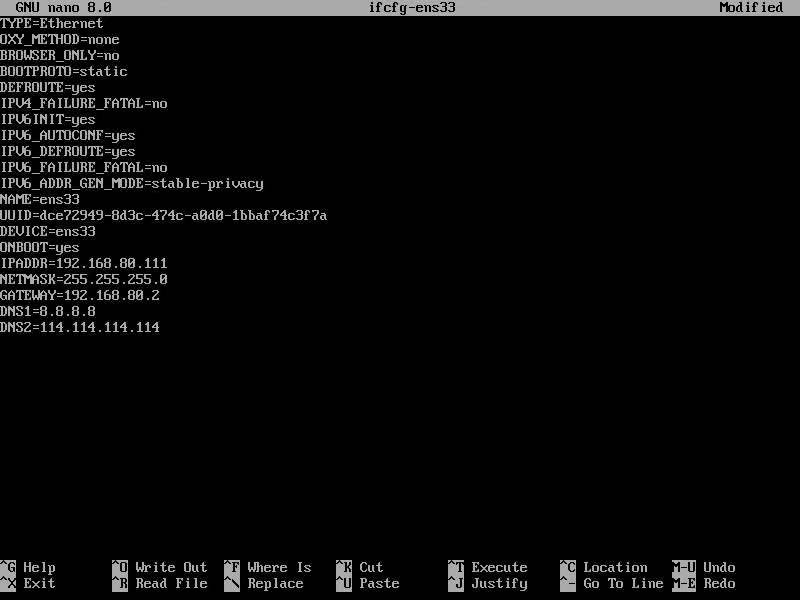 GNU nano 8.0 ifcfg-ens33 Modified
TYPE=Ethernet
OXY_METHOD=none
BROWSER_ONLY=no
BOOTPROTO=static
DEFROUTE=yes
IPV4_FAILURE_FATAL=no
IPV6INIT=yes
IPV6_AUTOCONF=yes
IPV6_DEFROUTE=yes
IPV6_FAILURE_FATAL=no
IPV6_ADDR_GEN_MODE=stable-privacy
NAME=ens33
UUID=dce72949-8d3c-474c-a0d0-1bbaf74c3f7a
DEVICE=ens33
ONBOOT=yes
IPADDR=192.168.80.111
NETMASK=255.255.255.0
GATEWAY=192.168.80.2
DNS1=8.8.8.8
DNS2=114.114.114.114
^G Help ^O Write Out ^F Where Is ^K Cut ^T Execute ^C Location M-U Undo
^X Exit ^R Read File ^\ Replace ^U Paste ^J Justify ^- Go To Line M-E Redo